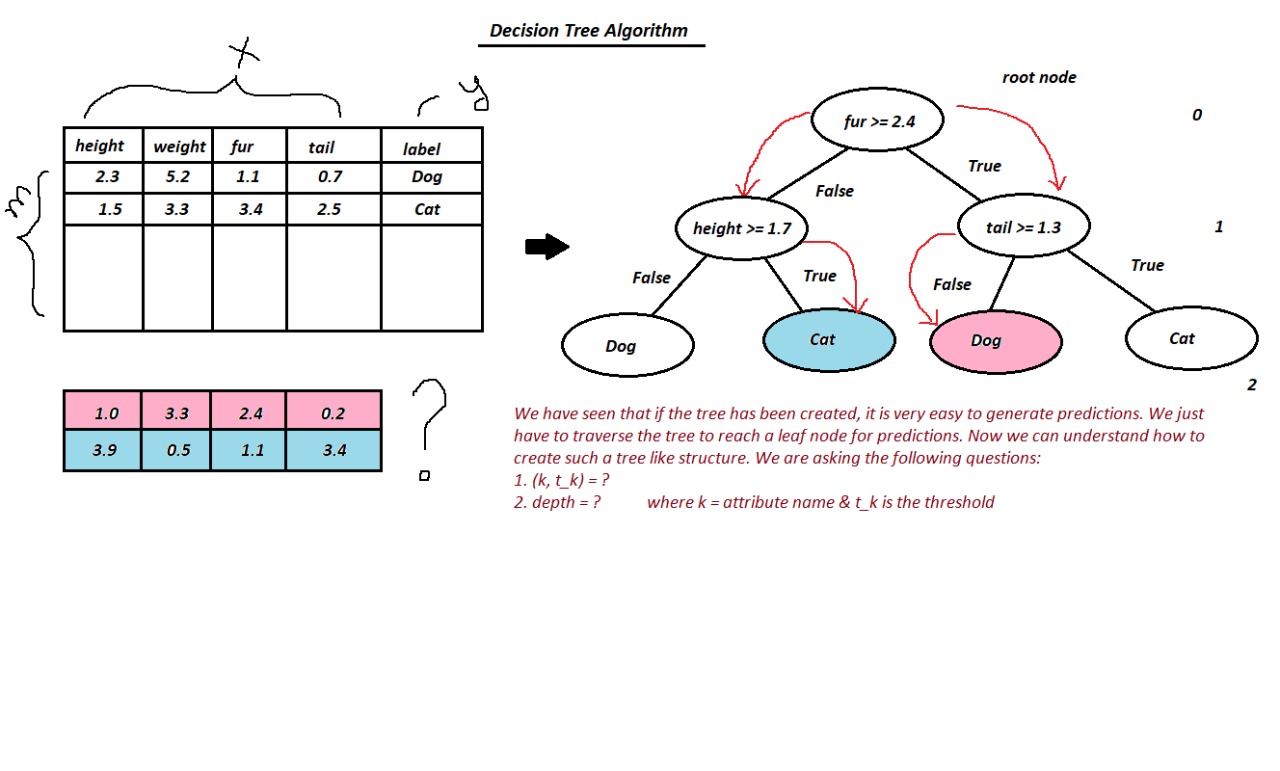 Decision Tree Algorithm
X
y
height weight fur tail label
2.3 5.2 1.1 0.7 Dog
1.5 3.3 3.4 2.5 Cat
m
1.0 3.3 2.4 0.2
3.9 0.5 1.1 3.4
?
root node
0
fur >= 2.4
False
True
height >= 1.7
tail >= 1.3
1
False
True
False
True
Dog
Cat
Dog
Cat
2
We have seen that if the tree has been created, it is very easy to generate predictions. We just
have to traverse the tree to reach a leaf node for predictions. Now we can understand how to
create such a tree like structure. We are asking the following questions:
1. (k, t_k) = ?
2. depth = ? where k = attribute name & t_k is the threshold